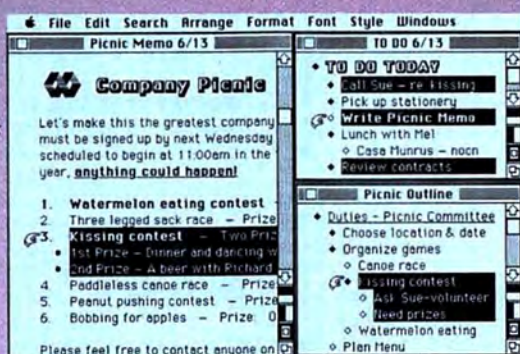 File Edit Search Arrange Format Font Style Windows
Picnic Memo 6/13
Company Picnic
Let's make this the greatest company
must be signed up by next Wednesday
scheduled to begin at 11:00am in the
year, anything could happen!
1. Watermelon eating contest -
2. Three legged sack race – Prize
3. Kissing contest – Two Priz
1st Prize – Dinner and dancing w
2nd Prize – A beer with Richard
4. Paddleless canoe race – Prize
5. Peanut pushing contest – Prize
6. Bobbing for apples – Prize: 0
Please feel free to contact anyone on
TO DO 6/13
TO DO TODAY
Call Sue – re kissing
Pick up stationery
Write Picnic Memo
Lunch with Mel
Casa Munrus – noon
Review contracts
Picnic Outline
Duties - Picnic Committee
Choose location & date
Organize games
Canoe race
Kissing contest
Ask Sue-volunteer
Need prizes
Watermelon eating
Plan Menu